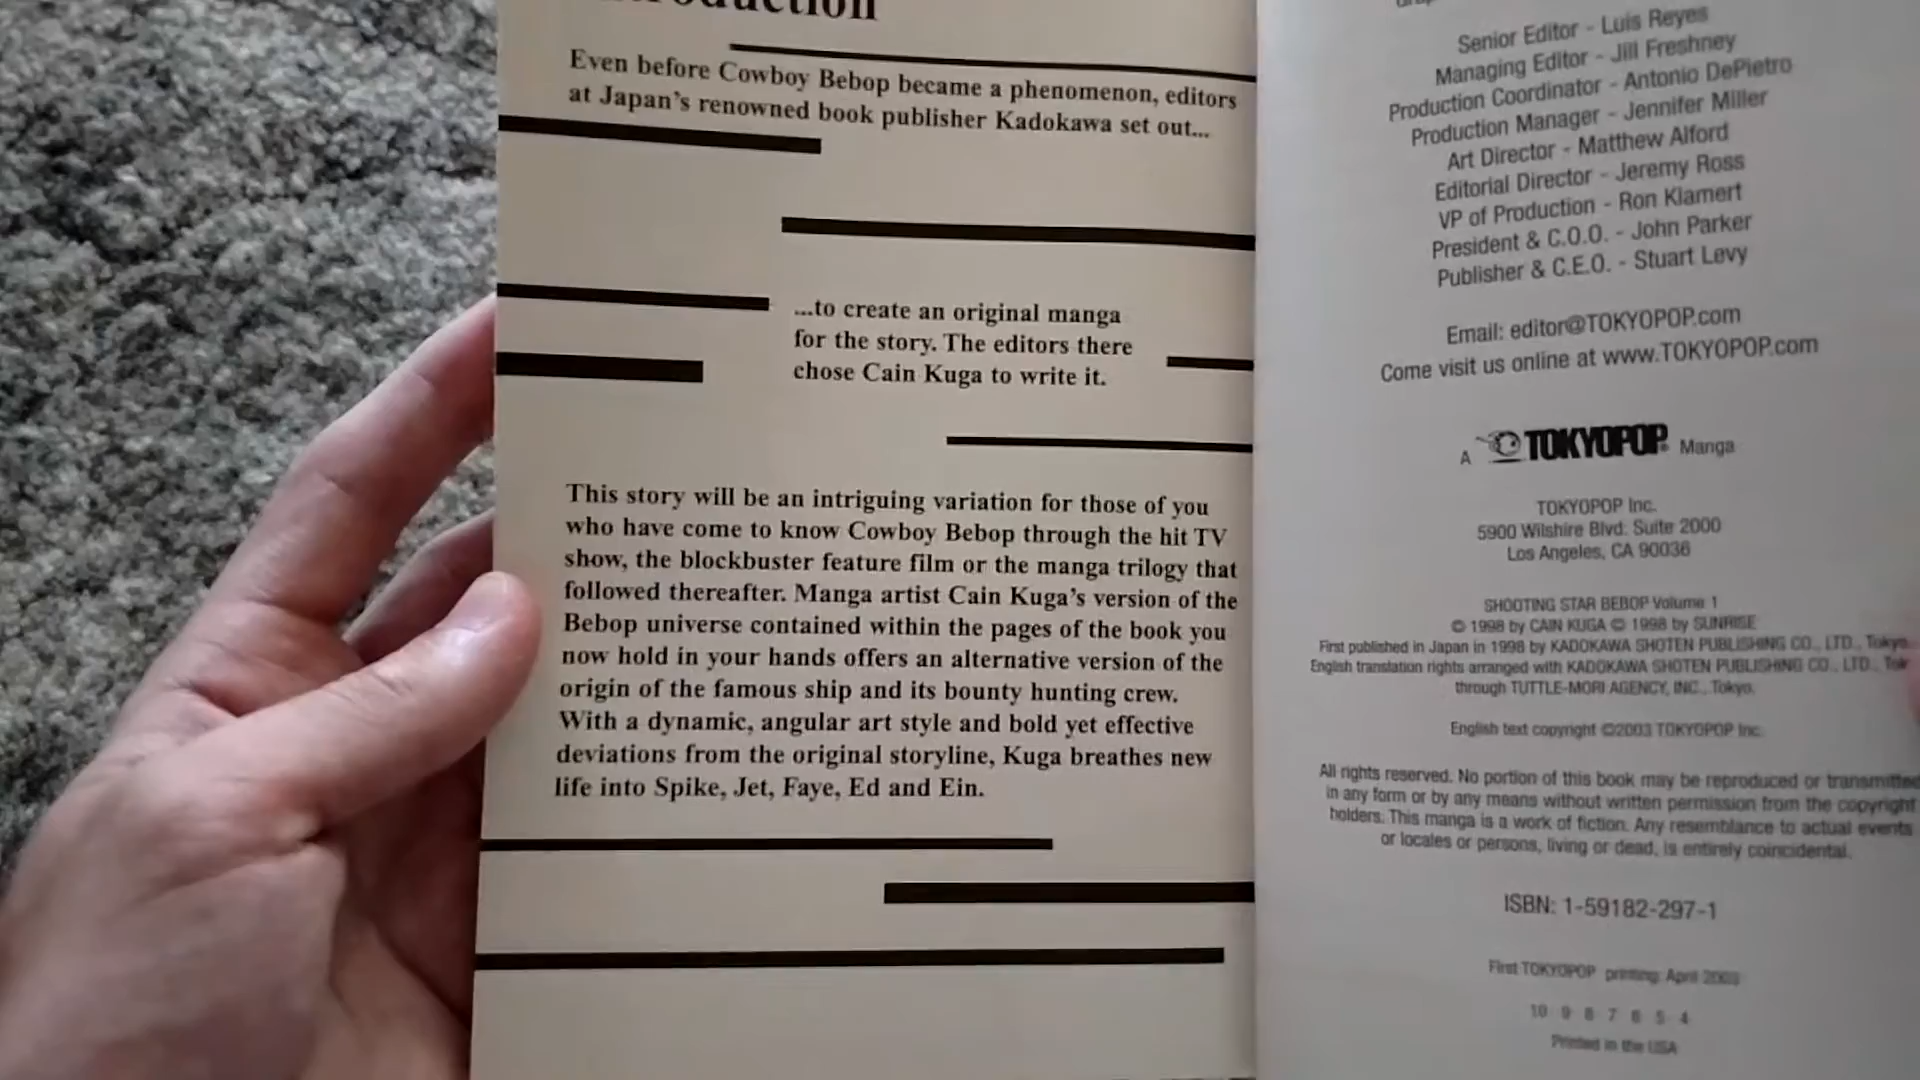 Introduction
Even before Cowboy Bebop became a phenomenon, editors
at Japan's renowned book publisher Kadokawa set out...
...to create an original manga
for the story. The editors there
chose Cain Kuga to write it.
This story will be an intriguing variation for those of you
who have come to know Cowboy Bebop through the hit TV
show, the blockbuster feature film or the manga trilogy that
followed thereafter. Manga artist Cain Kuga's version of the
Bebop universe contained within the pages of the book you
now hold in your hands offers an alternative version of the
origin of the famous ship and its bounty hunting crew.
With a dynamic, angular art style and bold yet effective
deviations from the original storyline, Kuga breathes new
life into Spike, Jet, Faye, Ed and Ein.
Senior Editor - Luis Reyes
Managing Editor - Jill Freshney
Production Coordinator - Antonio DePietro
Production Manager - Jennifer Miller
Art Director - Matthew Alford
Editorial Director - Jeremy Ross
VP of Production - Ron Klamert
President & C.O.O. - John Parker
Publisher & C.E.O. - Stuart Levy
Email: editor@TOKYOPOP.com
Come visit us online at www.TOKYOPOP.com
A TOKYOPOP® Manga
TOKYOPOP Inc.
5900 Wilshire Blvd. Suite 2000
Los Angeles, CA 90036
SHOOTING STAR BEBOP Volume 1
© 1998 by CAIN KUGA © 1998 by SUNRISE
First published in Japan in 1998 by KADOKAWA SHOTEN PUBLISHING CO., LTD., Tokyo.
English translation rights arranged with KADOKAWA SHOTEN PUBLISHING CO., LTD.,
through TUTTLE-MORI AGENCY, INC., Tokyo.
English text copyright ©2003 TOKYOPOP Inc.
All rights reserved. No portion of this book may be reproduced or transmitted
in any form or by any means without written permission from the copyright
holders. This manga is a work of fiction. Any resemblance to actual events
or locales or persons, living or dead, is entirely coincidental.
ISBN: 1-59182-297-1
First TOKYOPOP printing: April 2003
10 9 8 7 6 5 4
Printed in the USA